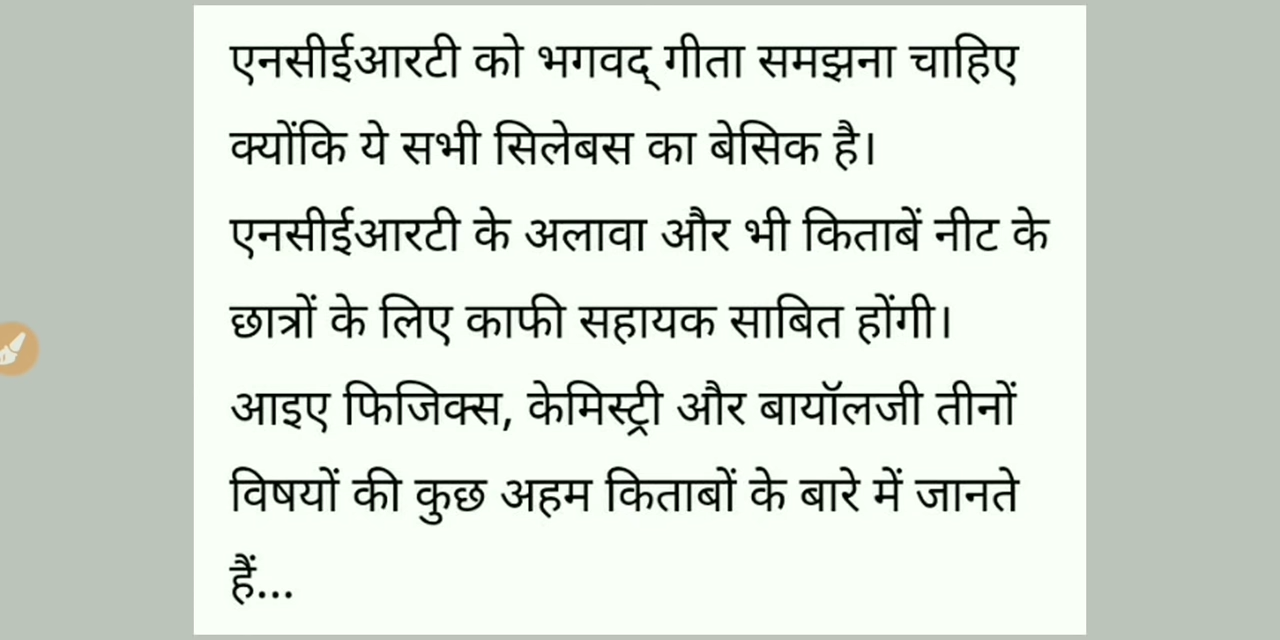 एनसीईआरटी को भगवद् गीता समझना चाहिए
क्योंकि ये सभी सिलेबस का बेसिक है।
एनसीईआरटी के अलावा और भी किताबें नीट के
छात्रों के लिए काफी सहायक साबित होंगी।
आइए फिजिक्स, केमिस्ट्री और बायॉलजी तीनों
विषयों की कुछ अहम किताबों के बारे में जानते
हैं...